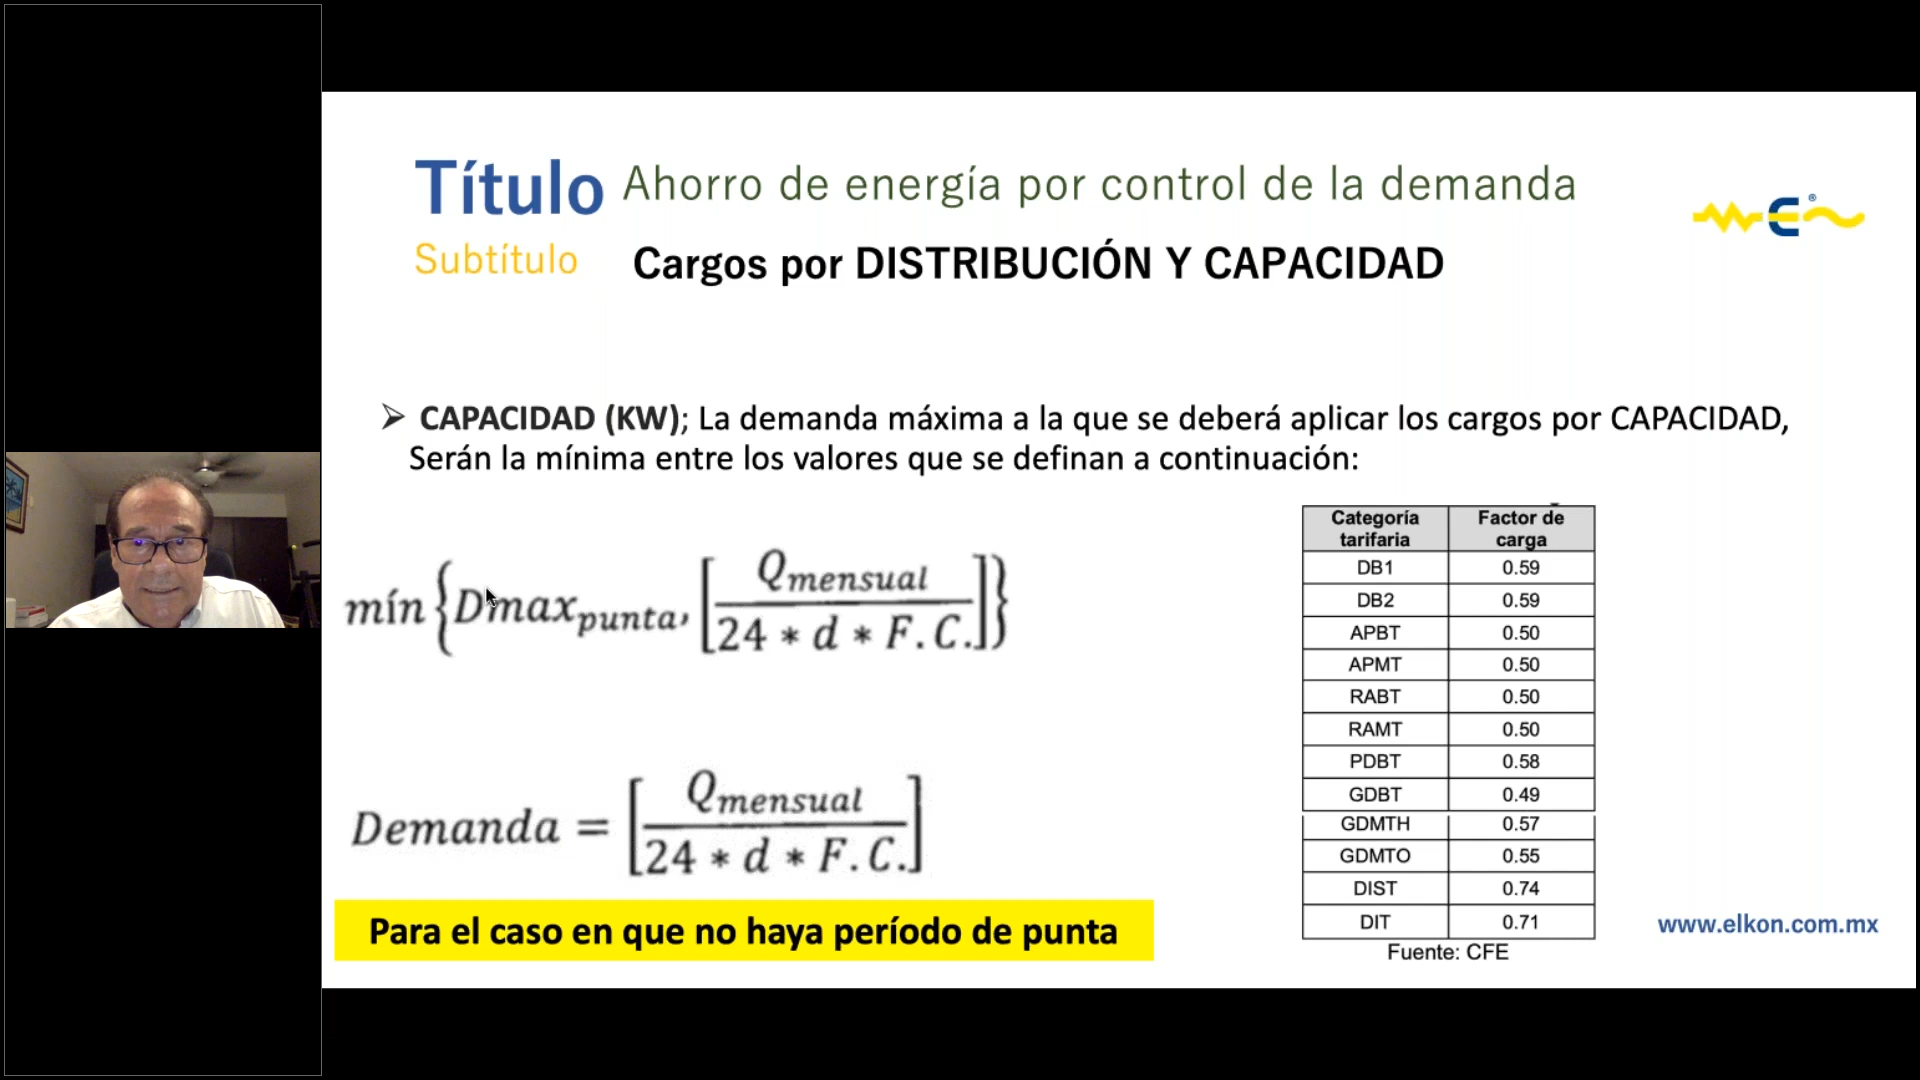 Título Ahorro de energía por control de la demanda
Subtítulo Cargos por DISTRIBUCIÓN Y CAPACIDAD
E®
➢ CAPACIDAD (KW); La demanda máxima a la que se deberá aplicar los cargos por CAPACIDAD,
Serán la mínima entre los valores que se definan a continuación:
mín {Dmax_punta, [Q_mensual / 24 * d * F.C.]}
Demanda = [Q_mensual / 24 * d * F.C.]
Para el caso en que no haya período de punta
Categoría tarifaria Factor de carga
DB1 0.59
DB2 0.59
APBT 0.50
APMT 0.50
RABT 0.50
RAMT 0.50
PDBT 0.58
GDBT 0.49
GDMTH 0.57
GDMTO 0.55
DIST 0.74
DIT 0.71
Fuente: CFE
www.elkon.com.mx